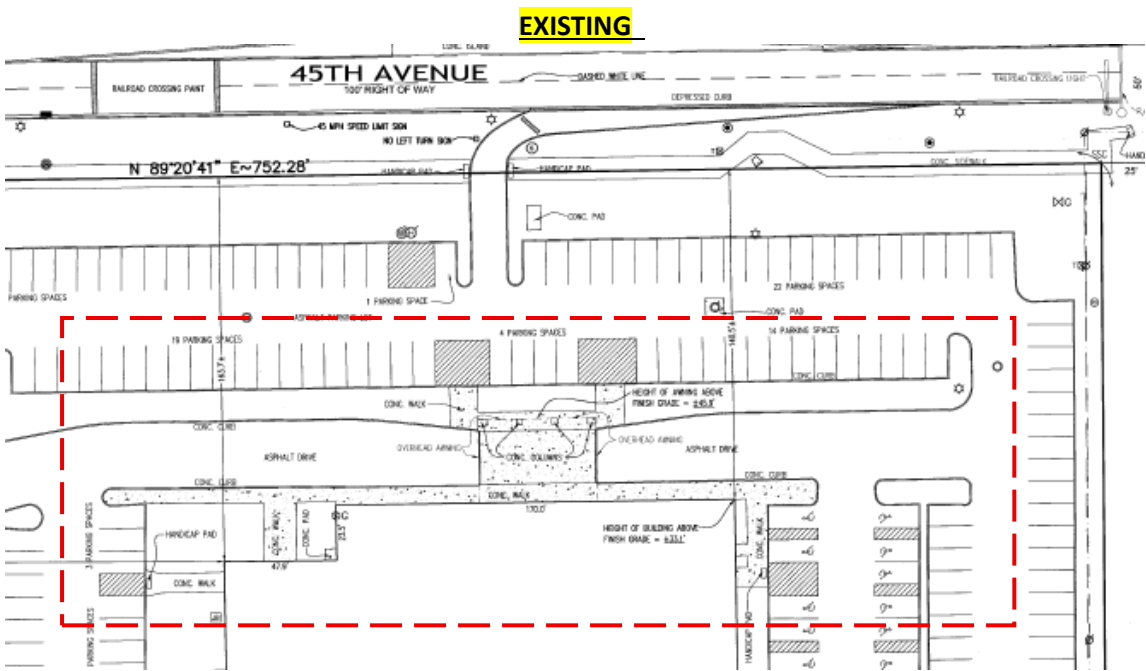 EXISTING
CONC. ISLAND
45TH AVENUE
100' RIGHT OF WAY
DASHED WHITE LINE
RAILROAD CROSSING PAINT
RAILROAD CROSSING LIGHT
DEPRESSED CURB
50'
45 MPH SPEED LIMIT SIGN
NO LEFT TURN SIGN
N 89°20'41" E~752.28'
HANDICAP PAD
HANDICAP PAD
CONC. SIDEWALK
25'
CONC. PAD
PARKING SPACES
1 PARKING SPACE
22 PARKING SPACES
CONC. PAD
ASPHALT PARKING LOT
19 PARKING SPACES
4 PARKING SPACES
14 PARKING SPACES
CONC. CURB
CONC. WALK
HEIGHT OF AWNING ABOVE
FINISH GRADE = ±45.8'
CONC. CURB
OVERHEAD AWNING
CONC. COLUMNS
OVERHEAD AWNING
ASPHALT DRIVE
ASPHALT DRIVE
CONC. CURB
CONC. CURB
CONC. WALK
170.0'
3 PARKING SPACES
HANDICAP PAD
CONC. WALK
CONC. PAD
23.5'
HEIGHT OF BUILDING ABOVE
FINISH GRADE = ±33.1'
CONC. WALK
47.9'
CONC. WALK
PARKING SPACES
HANDICAP PAD